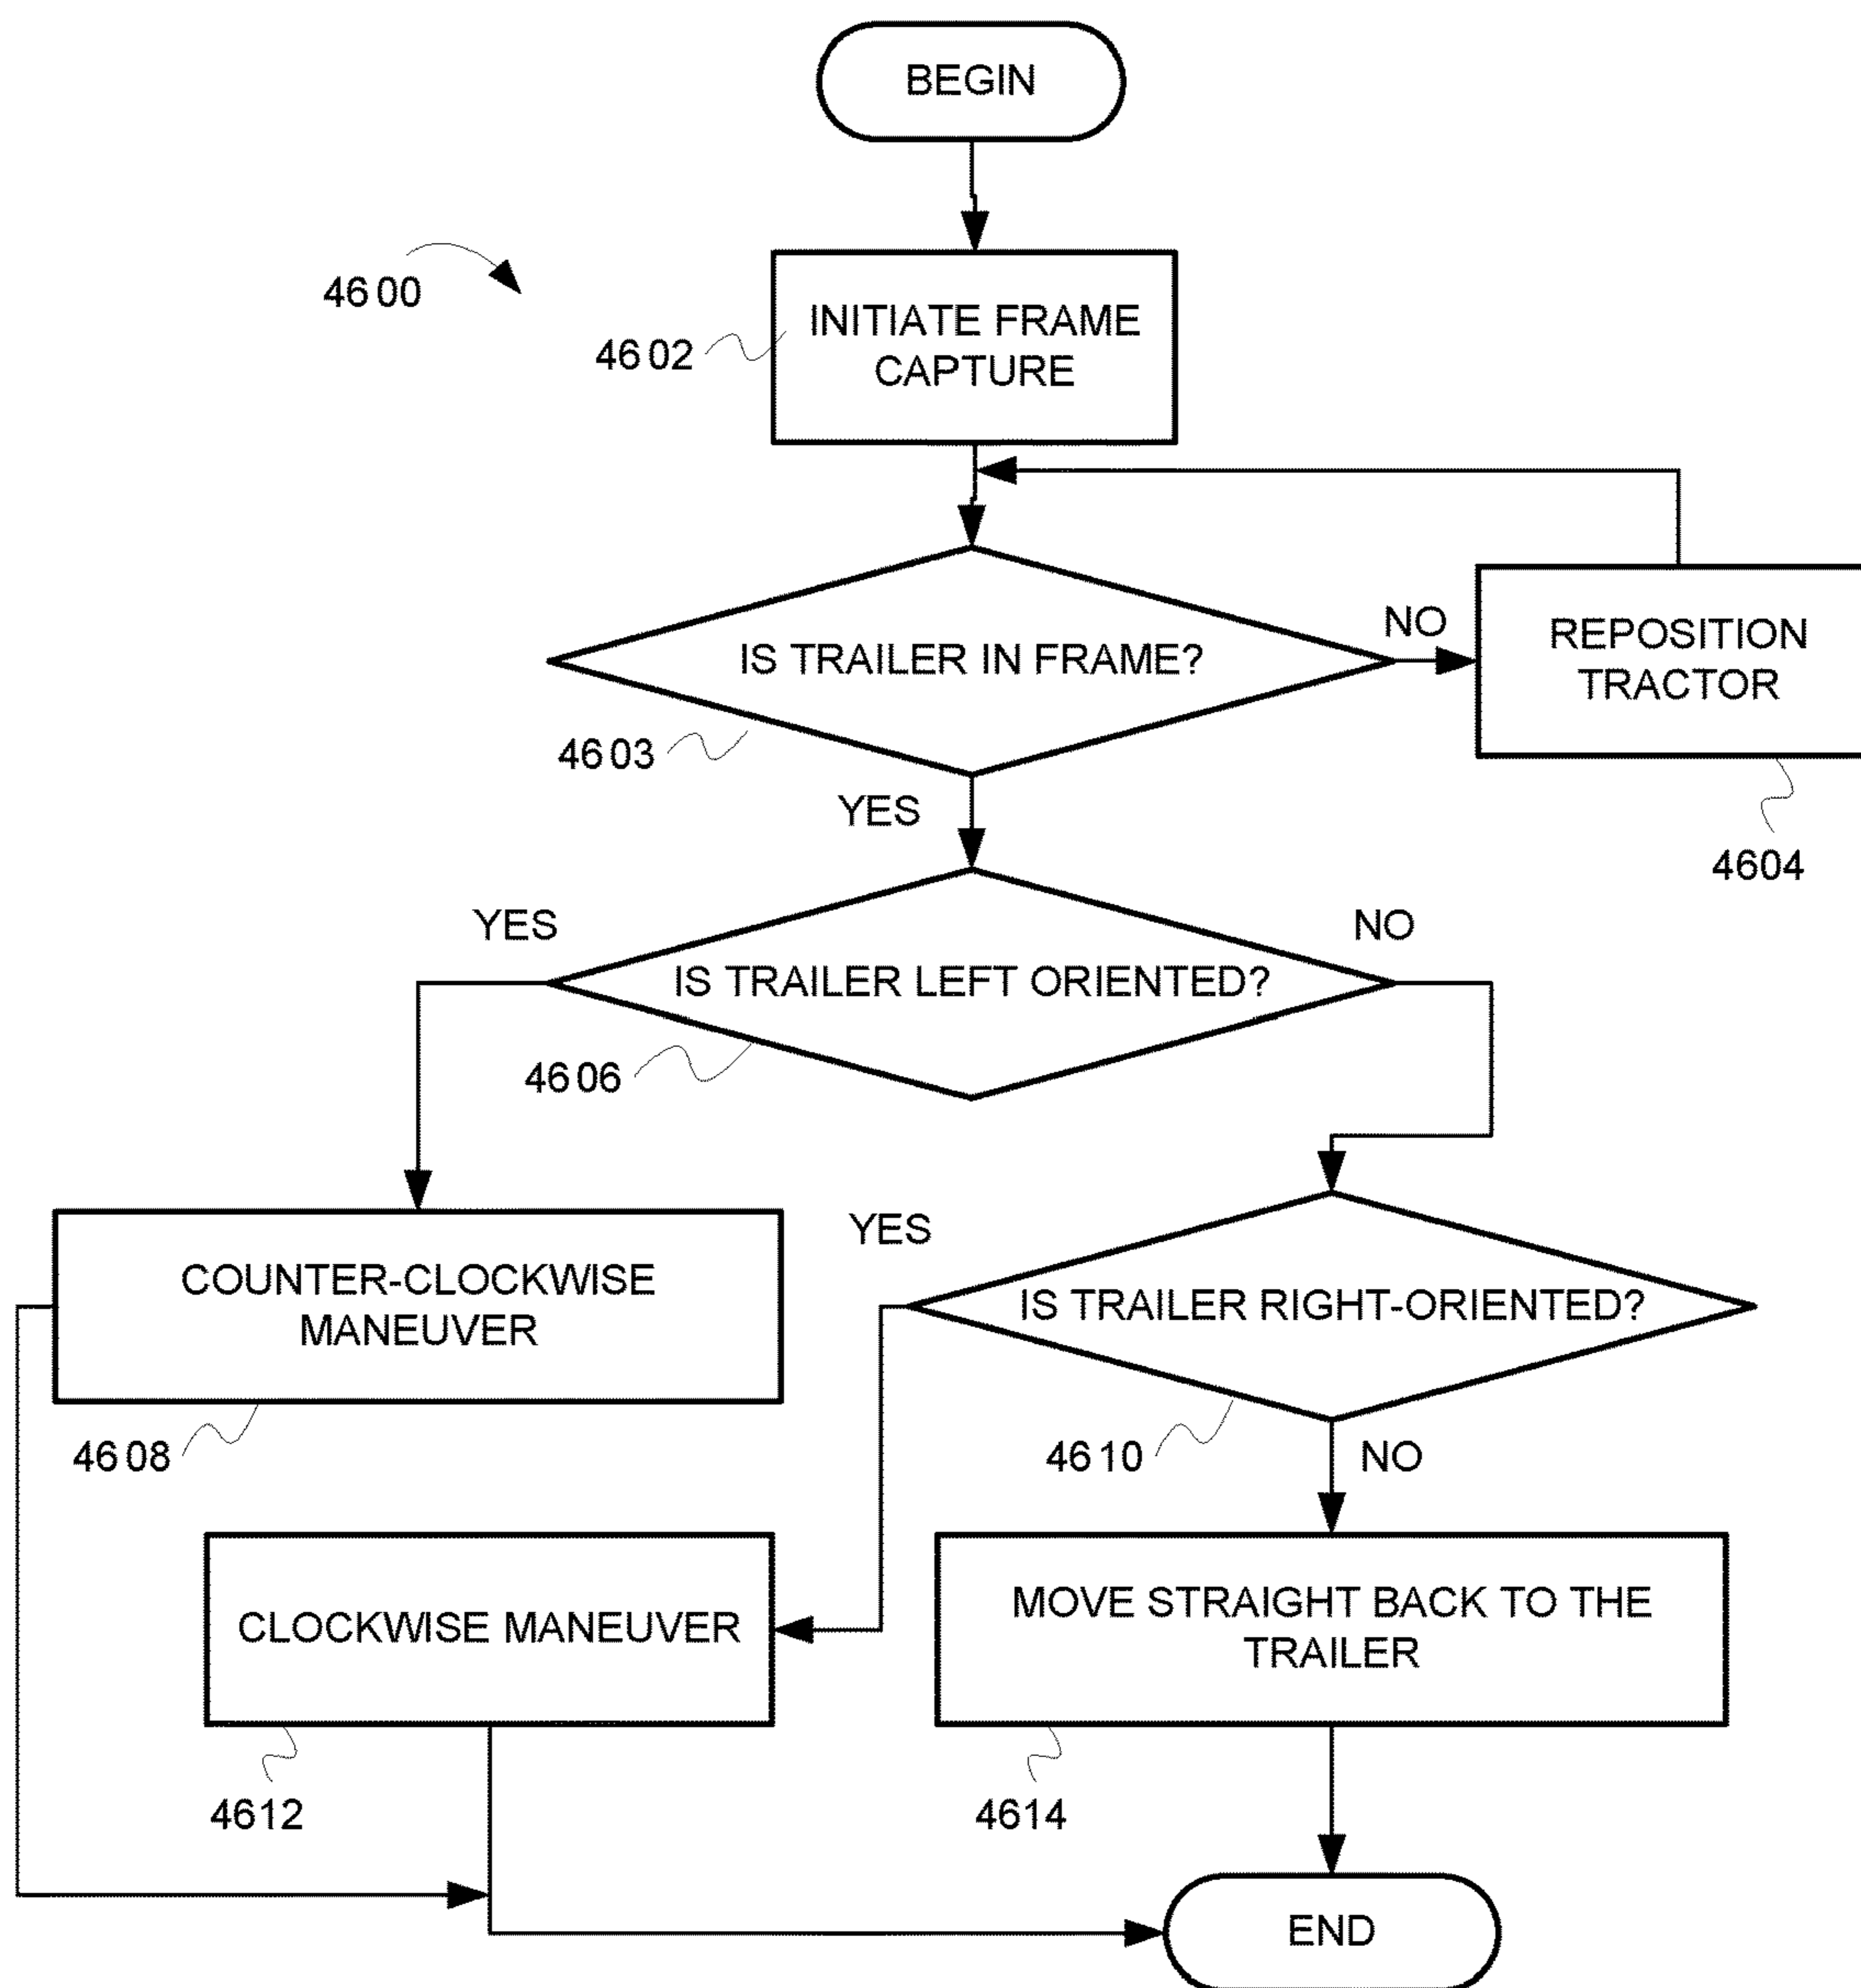 BEGIN
4600
4602
INITIATE FRAME
CAPTURE
IS TRAILER IN FRAME?
NO
REPOSITION
TRACTOR
4603
YES
4604
YES
NO
IS TRAILER LEFT ORIENTED?
4606
COUNTER-CLOCKWISE
MANEUVER
YES
IS TRAILER RIGHT-ORIENTED?
4608
4610
NO
CLOCKWISE MANEUVER
MOVE STRAIGHT BACK TO THE
TRAILER
4612
4614
END